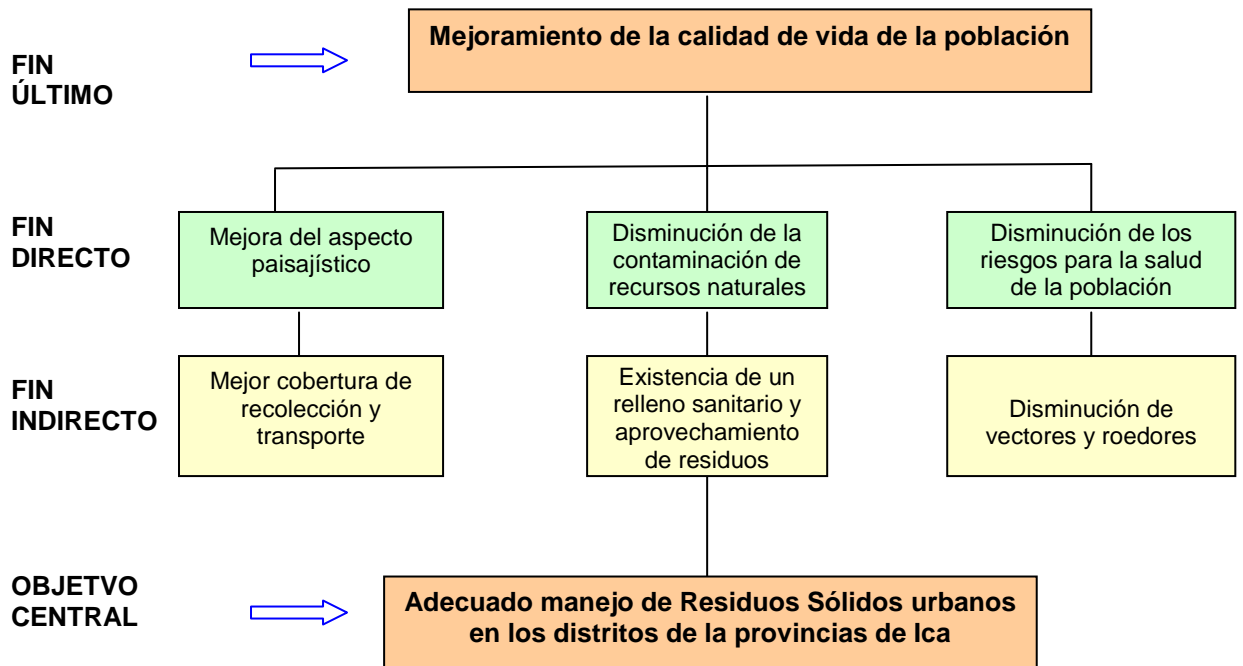 Mejoramiento de la calidad de vida de la población
FIN
ÚLTIMO
FIN
DIRECTO
Mejora del aspecto
paisajístico
Disminución de la
contaminación de
recursos naturales
Disminución de los
riesgos para la salud
de la población
FIN
INDIRECTO
Mejor cobertura de
recolección y
transporte
Existencia de un
relleno sanitario y
aprovechamiento
de residuos
Disminución de
vectores y roedores
OBJETVO
CENTRAL
Adecuado manejo de Residuos Sólidos urbanos
en los distritos de la provincias de Ica